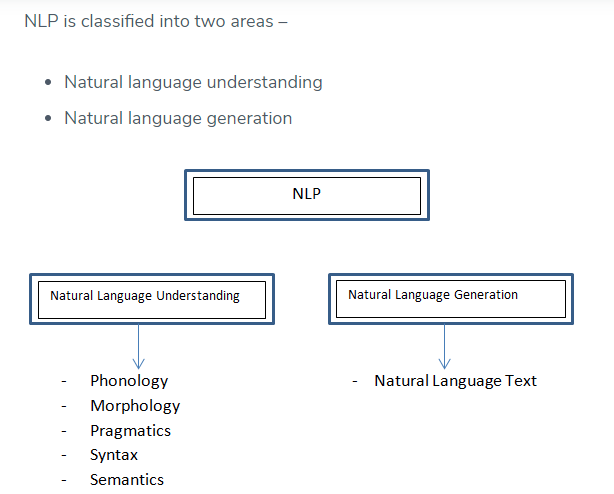 NLP is classified into two areas –
• Natural language understanding
• Natural language generation
NLP
Natural Language Understanding
Natural Language Generation
- Phonology
- Morphology
- Pragmatics
- Syntax
- Semantics
- Natural Language Text